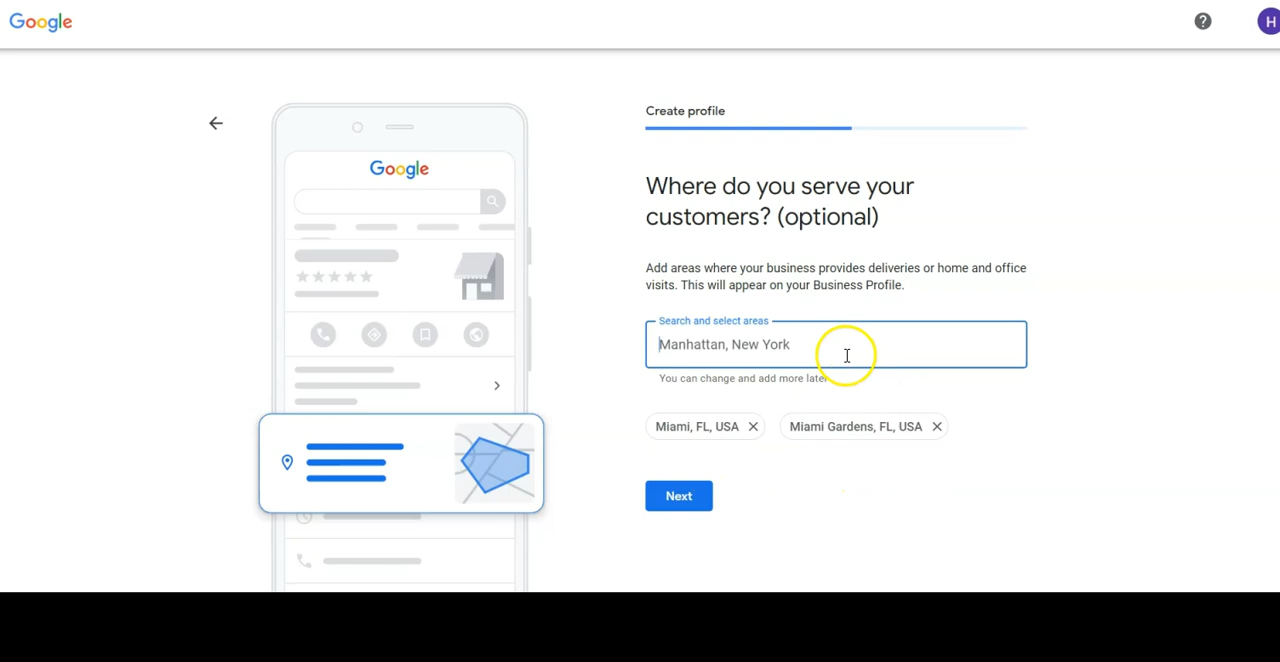 Google
H
Create profile
Google
Where do you serve your
customers? (optional)
Add areas where your business provides deliveries or home and office
visits. This will appear on your Business Profile.
Search and select areas
Manhattan, New York
You can change and add more later
Miami, FL, USA
Miami Gardens, FL, USA
Next